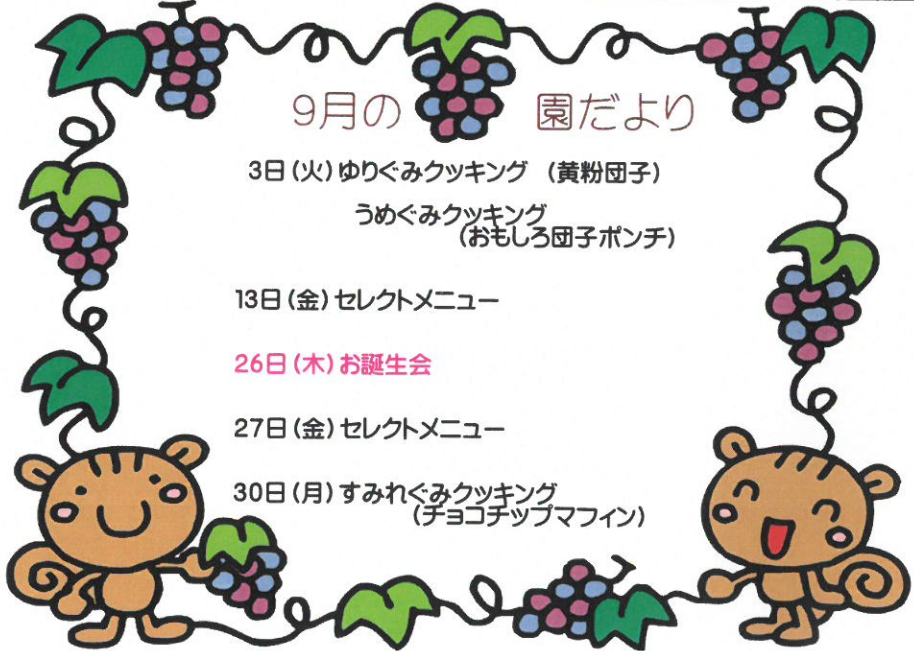 9月の 園だより
3日(火)ゆりぐみクッキング (黄粉団子)
うめぐみクッキング
(おもしろ団子ポンチ)
13日(金)セレクトメニュー
26日(木)お誕生会
27日(金)セレクトメニュー
30日(月)すみれぐみクッキング
(チョコチップマフィン)